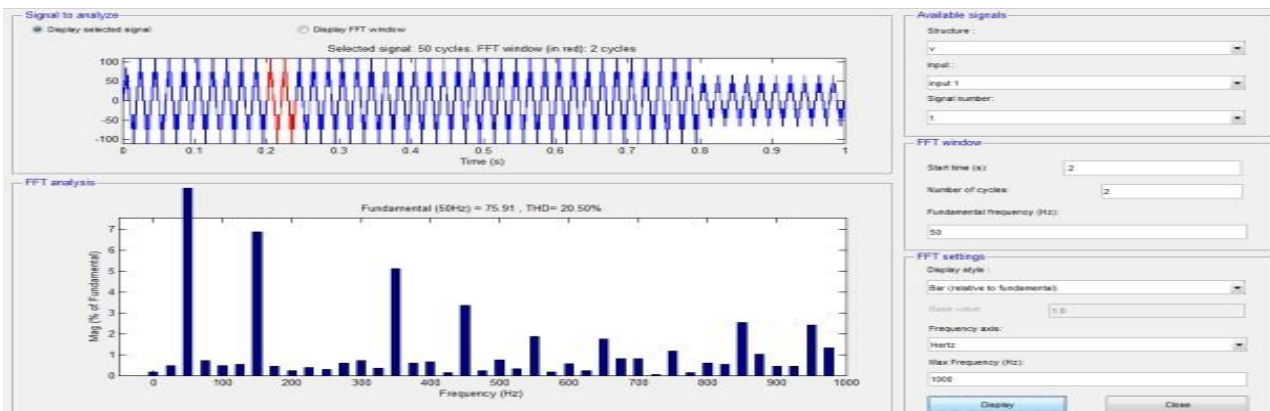 Signal to analyze
Display selected signal
Display FFT window
Selected signal: 50 cycles. FFT window (in red): 2 cycles
100
50
0
-50
-100
0 0.1 0.2 0.3 0.4 0.5 0.6 0.7 0.8 0.9 1
Time (s)
FFT analysis
Fundamental (50Hz) = 75.91 , THD= 20.50%
Mag (% of Fundamental)
7
6
5
4
3
2
1
0
0 100 200 300 400 500 600 700 800 900 1000
Frequency (Hz)
Available signals
Structure :
v
Input :
input 1
Signal number:
1
FFT window
Start time (s):
.2
Number of cycles:
2
Fundamental frequency (Hz):
50
FFT settings
Display style :
Bar (relative to fundamental)
Base value:
1.0
Frequency axis:
Hertz
Max Frequency (Hz):
1000
Display
Close